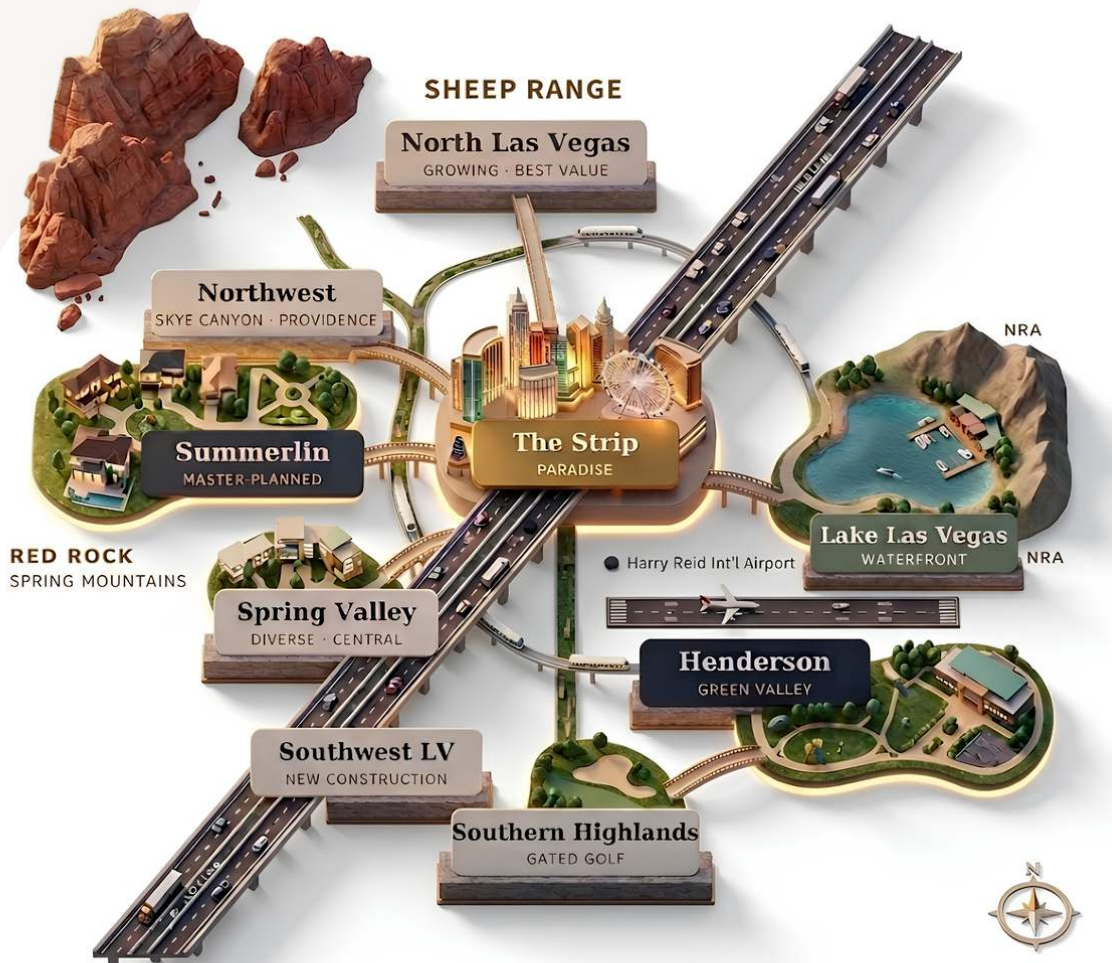 SHEEP RANGE
North Las Vegas
GROWING · BEST VALUE
Northwest
SKYE CANYON · PROVIDENCE
NRA
Summerlin
MASTER-PLANNED
The Strip
PARADISE
Lake Las Vegas
WATERFRONT
NRA
RED ROCK
SPRING MOUNTAINS
Harry Reid Int'l Airport
Spring Valley
DIVERSE · CENTRAL
Henderson
GREEN VALLEY
Southwest LV
NEW CONSTRUCTION
Southern Highlands
GATED GOLF
N